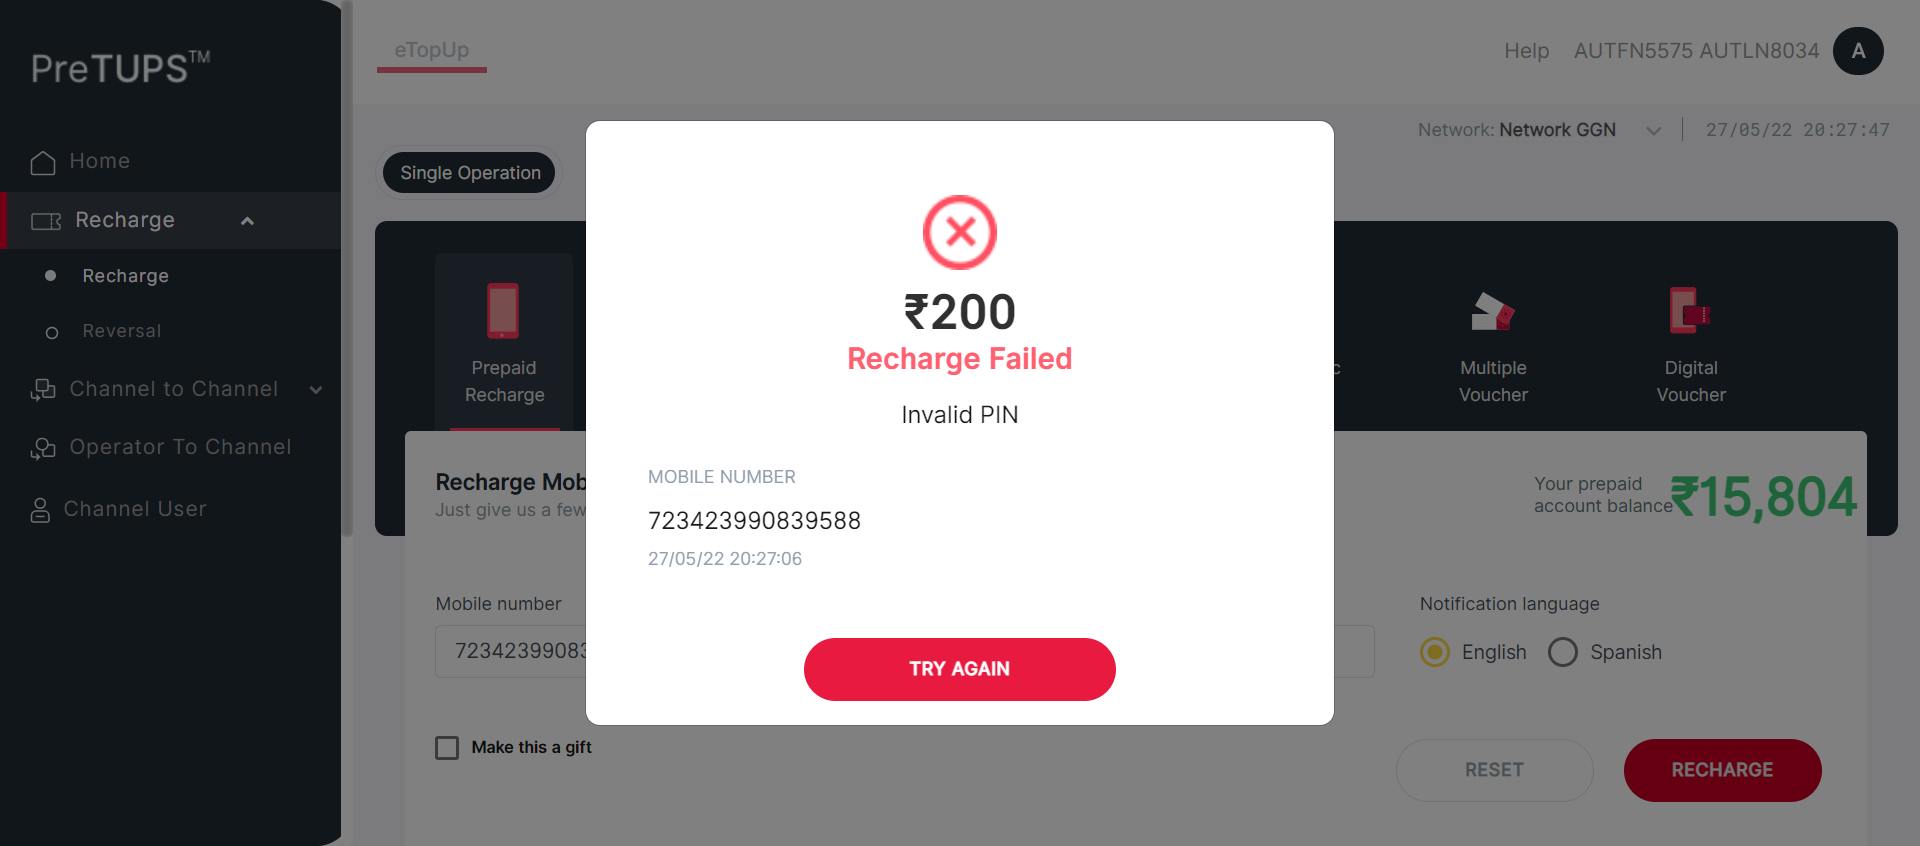 PreTUPS™
Home
Recharge
Recharge
Reversal
Channel to Channel
Operator To Channel
Channel User
eTopUp
Help
AUTFN5575 AUTLN8034
A
Network: Network GGN
27/05/22 20:27:47
Single Operation
Prepaid
Recharge
c
Multiple
Voucher
Digital
Voucher
Recharge Mob
Just give us a few
Your prepaid
account balance
₹15,804
Mobile number
7234239908
Notification language
English
Spanish
Make this a gift
RESET
RECHARGE
₹200
Recharge Failed
Invalid PIN
MOBILE NUMBER
723423990839588
27/05/22 20:27:06
TRY AGAIN